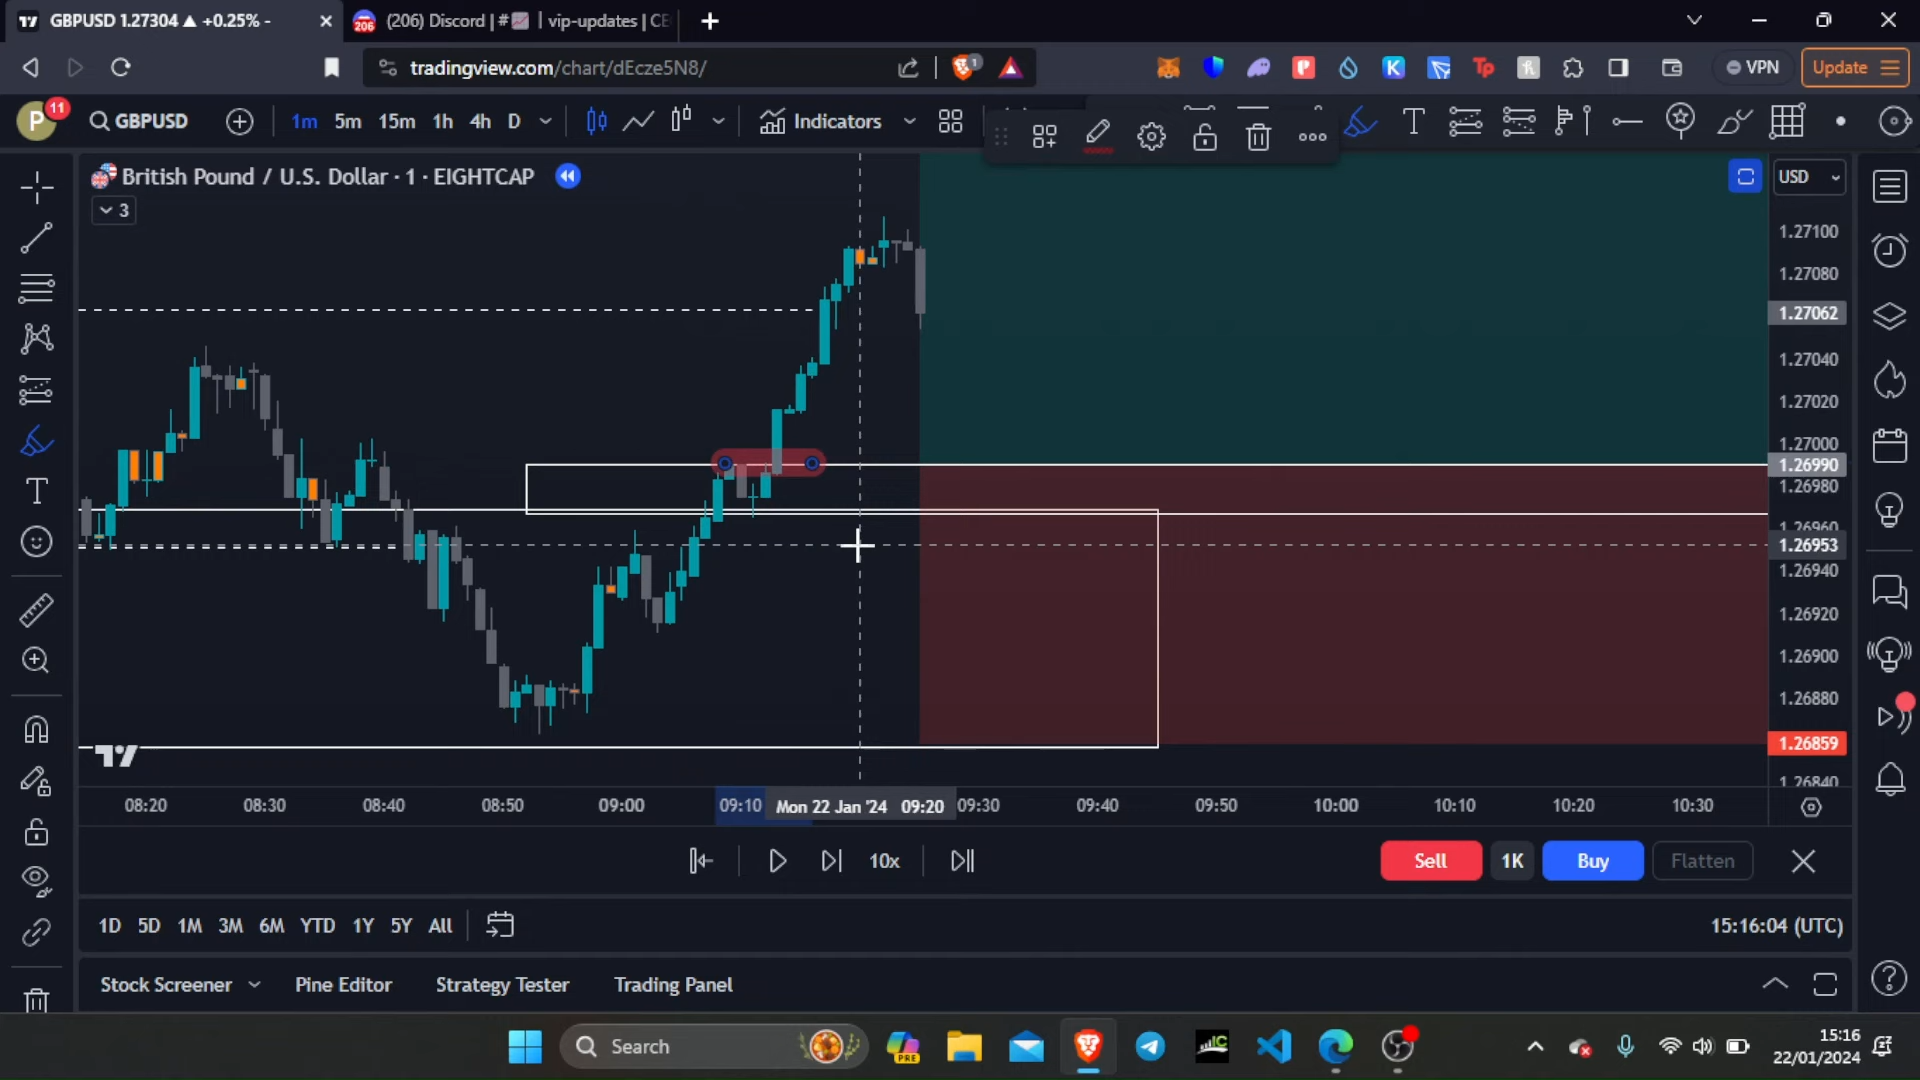 GBPUSD 1.27304 ▲ +0.25% -
(206) Discord | #📈 | vip-updates | CE
tradingview.com/chart/dEcze5N8/
1
VPN
Update
P
11
GBPUSD
1m
5m
15m
1h
4h
D
Indicators
British Pound / U.S. Dollar · 1 · EIGHTCAP
3
USD
1.27100
1.27080
1.27062
1.27040
1.27020
1.27000
1.26990
1.26980
1.26960
1.26953
1.26940
1.26920
1.26900
1.26880
1.26859
1.26840
08:20
08:30
08:40
08:50
09:00
09:10
Mon 22 Jan '24 09:20
09:30
09:40
09:50
10:00
10:10
10:20
10:30
10x
Sell
1K
Buy
Flatten
1D 5D 1M 3M 6M YTD 1Y 5Y All
15:16:04 (UTC)
Stock Screener
Pine Editor
Strategy Tester
Trading Panel
Search
PRE
IC
15:16
22/01/2024